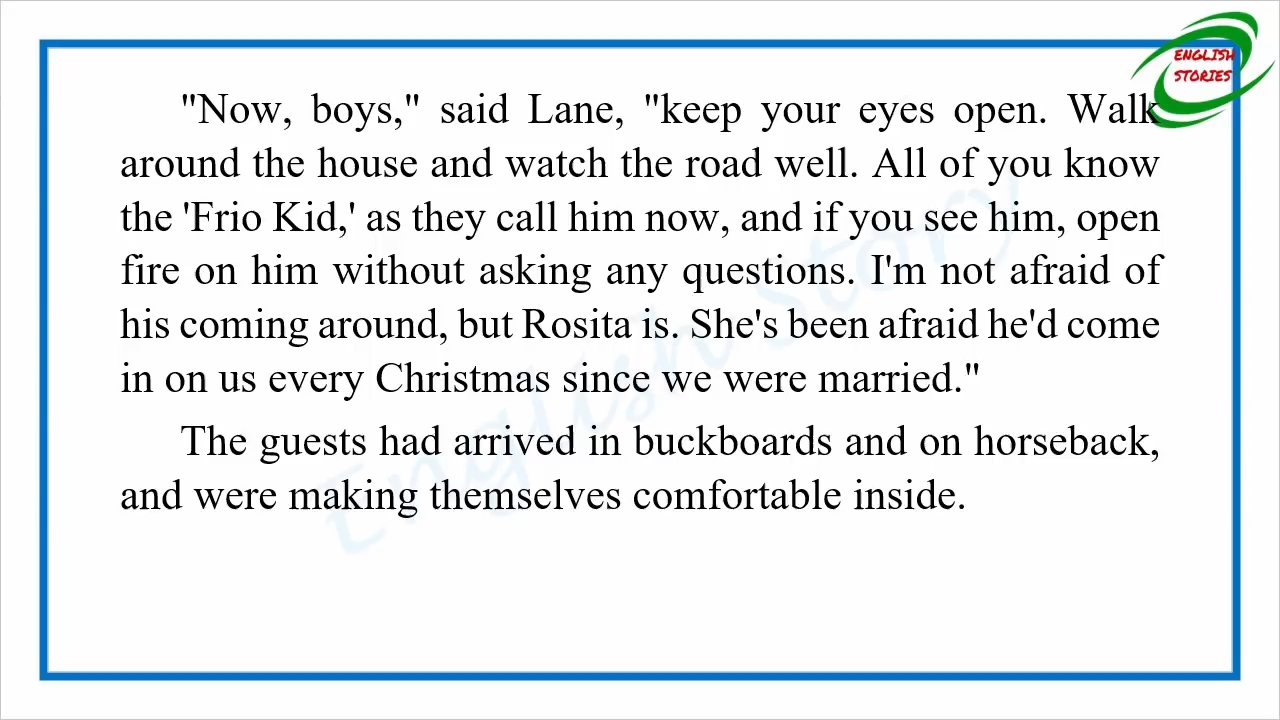 ENGLISH
STORIES
"Now, boys," said Lane, "keep your eyes open. Walk
around the house and watch the road well. All of you know
the 'Frio Kid,' as they call him now, and if you see him, open
fire on him without asking any questions. I'm not afraid of
his coming around, but Rosita is. She's been afraid he'd come
in on us every Christmas since we were married."
The guests had arrived in buckboards and on horseback,
and were making themselves comfortable inside.
English Story